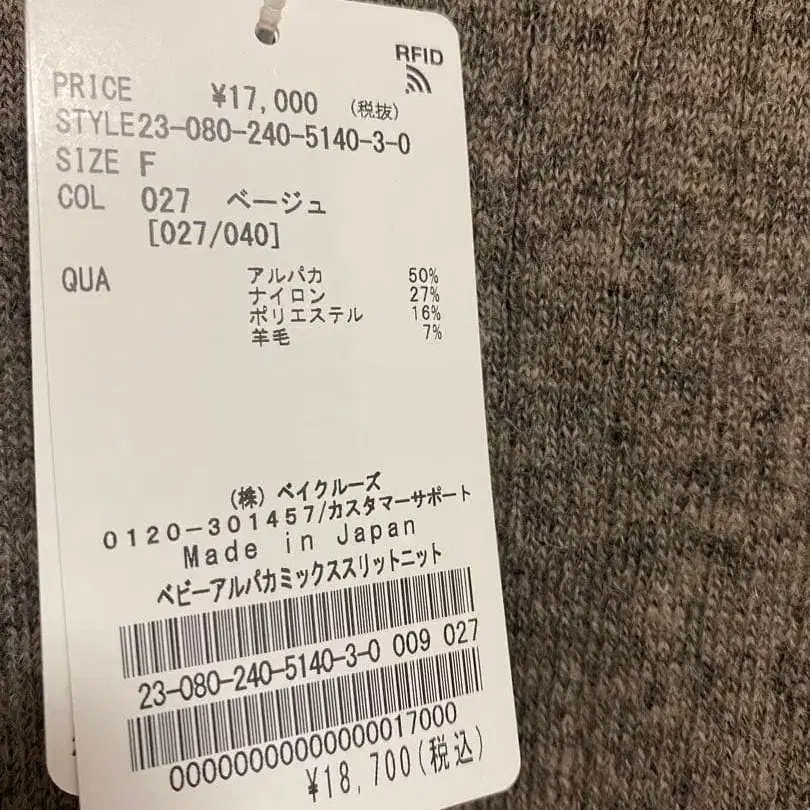 RFID
PRICE ¥17,000 (税抜)
STYLE23-080-240-5140-3-0
SIZE F
COL 027 ベージュ
[027/040]
QUA アルパカ 50%
ナイロン 27%
ポリエステル 16%
羊毛 7%
(株) ベイクルーズ
0120-301457/カスタマーサポート
Made in Japan
ベビーアルパカミックススリットニット
23-080-240-5140-3-0 009 027
00000000000000017000
¥18,700(税込)